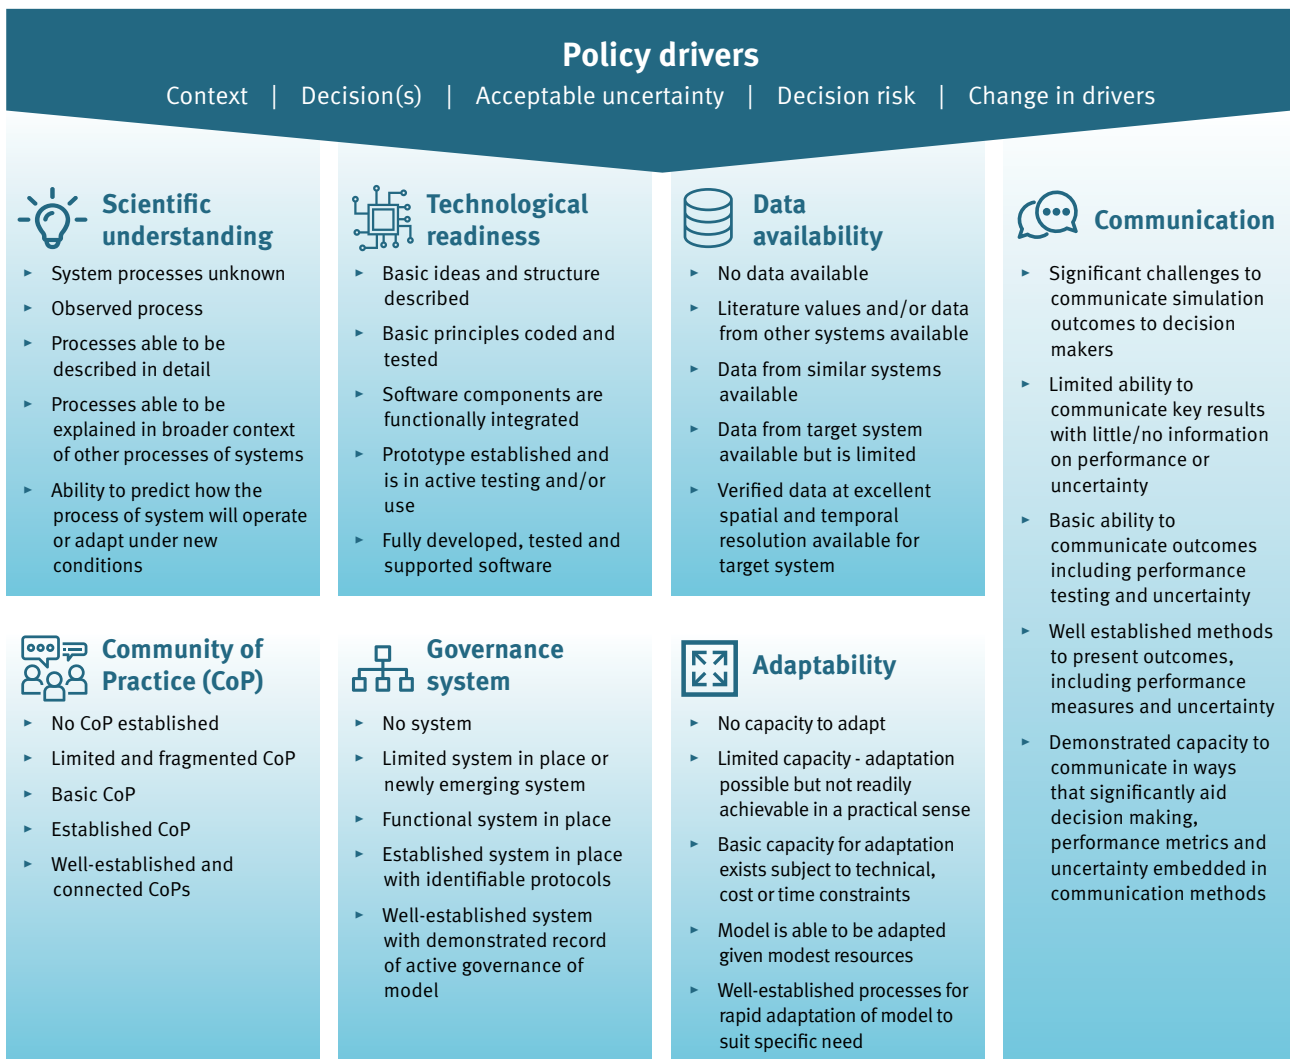 Policy drivers
Context | Decision(s) | Acceptable uncertainty | Decision risk | Change in drivers
Scientific
understanding
▸ System processes unknown
▸ Observed process
▸ Processes able to be
described in detail
▸ Processes able to be
explained in broader context
of other processes of systems
▸ Ability to predict how the
process of system will operate
or adapt under new
conditions
Technological
readiness
▸ Basic ideas and structure
described
▸ Basic principles coded and
tested
▸ Software components are
functionally integrated
▸ Prototype established and
is in active testing and/or
use
▸ Fully developed, tested and
supported software
Data
availability
▸ No data available
▸ Literature values and/or data
from other systems available
▸ Data from similar systems
available
▸ Data from target system
available but is limited
▸ Verified data at excellent
spatial and temporal
resolution available for
target system
Communication
▸ Significant challenges to
communicate simulation
outcomes to decision
makers
▸ Limited ability to
communicate key results
with little/no information
on performance or
uncertainty
▸ Basic ability to
communicate outcomes
including performance
testing and uncertainty
▸ Well established methods
to present outcomes,
including performance
measures and uncertainty
▸ Demonstrated capacity to
communicate in ways
that significantly aid
decision making,
performance metrics and
uncertainty embedded in
communication methods
Community of
Practice (CoP)
▸ No CoP established
▸ Limited and fragmented CoP
▸ Basic CoP
▸ Established CoP
▸ Well-established and
connected CoPs
Governance
system
▸ No system
▸ Limited system in place or
newly emerging system
▸ Functional system in place
▸ Established system in place
with identifiable protocols
▸ Well-established system
with demonstrated record
of active governance of
model
Adaptability
▸ No capacity to adapt
▸ Limited capacity - adaptation
possible but not readily
achievable in a practical sense
▸ Basic capacity for adaptation
exists subject to technical,
cost or time constraints
▸ Model is able to be adapted
given modest resources
▸ Well-established processes for
rapid adaptation of model to
suit specific need